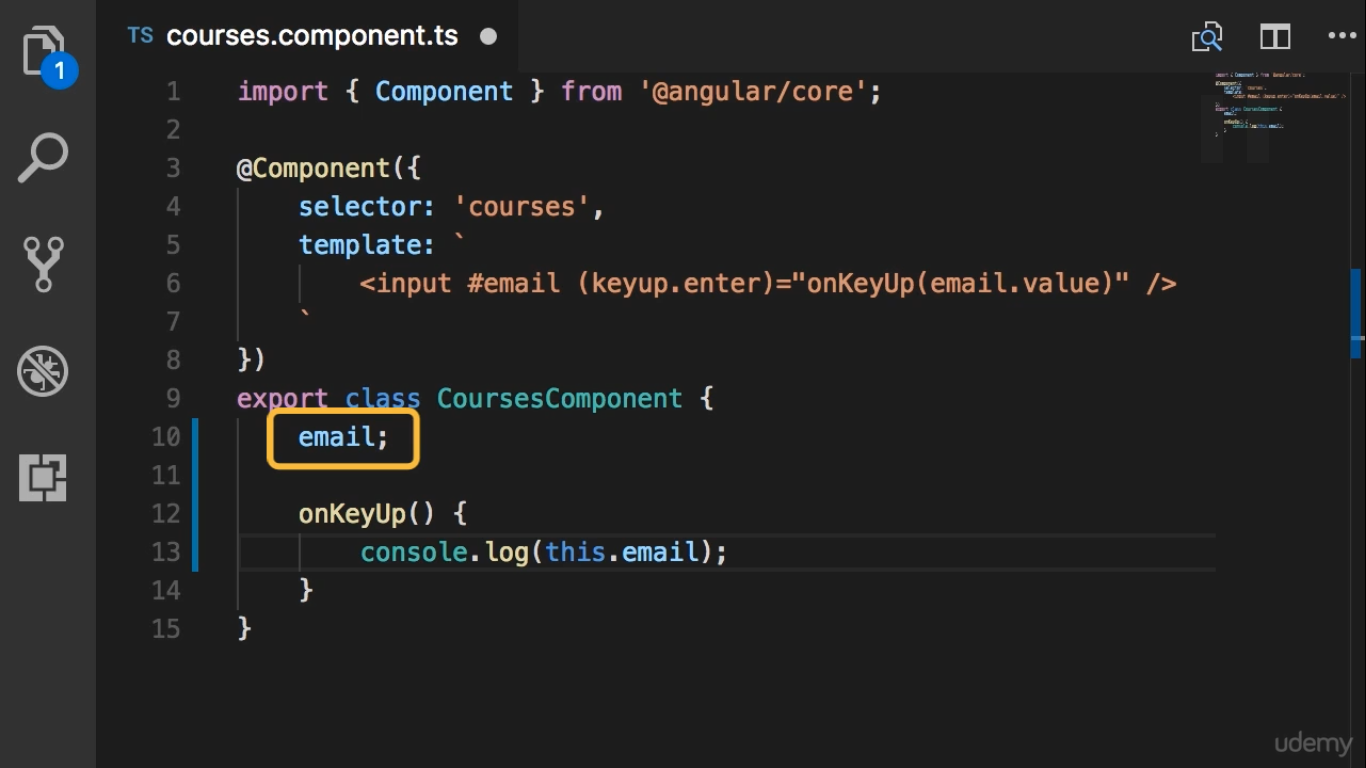 TS courses.component.ts
1
1 import { Component } from '@angular/core';
2
3 @Component({
4 selector: 'courses',
5 template: `
6 <input #email (keyup.enter)="onKeyUp(email.value)" />
7 `
8 })
9 export class CoursesComponent {
10 email;
11
12 onKeyUp() {
13 console.log(this.email);
14 }
15 }
udemy